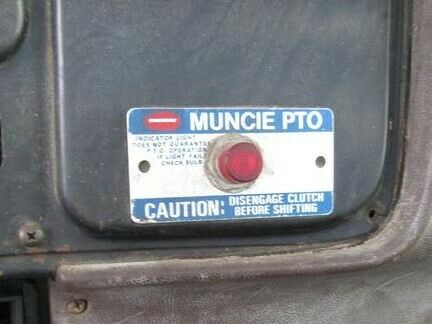 MUNCIE PTO
INDICATOR LIGHT
DOES NOT GUARANTEE
P.T.O. OPERATION
IF LIGHT FAILS
CHECK BULB
CAUTION: DISENGAGE CLUTCH
BEFORE SHIFTING